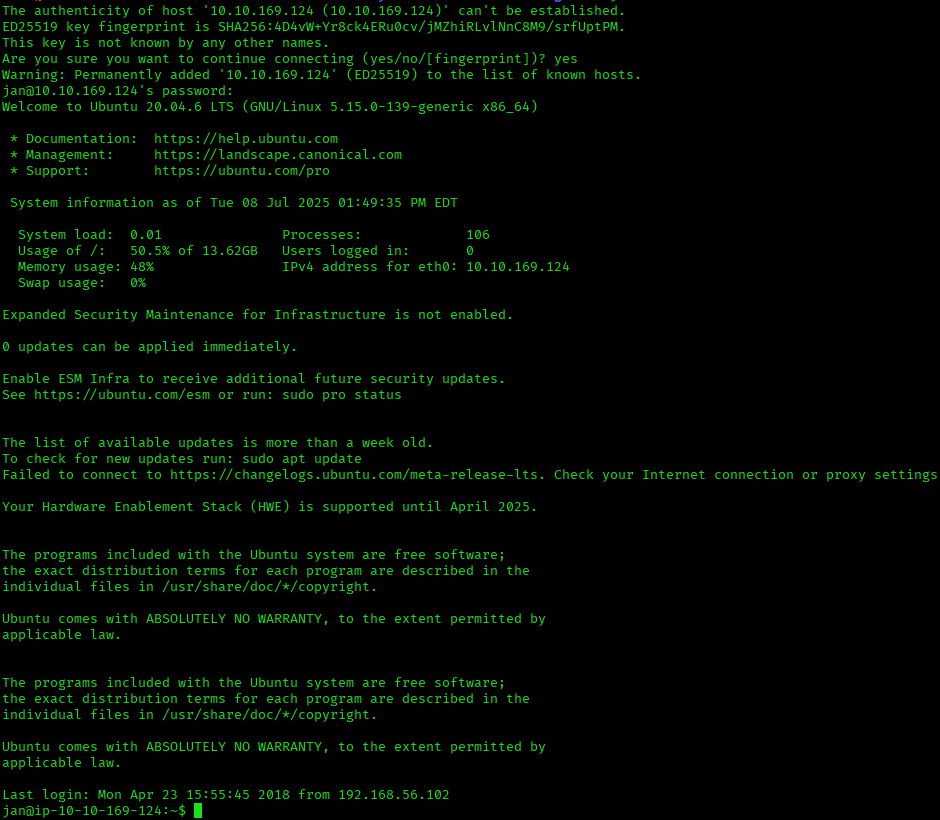 The authenticity of host '10.10.169.124 (10.10.169.124)' can't be established.
ED25519 key fingerprint is SHA256:4D4vW+Yr8ck4ERu0cv/jMZhiRLvlNnC8M9/srfUptPM.
This key is not known by any other names.
Are you sure you want to continue connecting (yes/no/[fingerprint])? yes
Warning: Permanently added '10.10.169.124' (ED25519) to the list of known hosts.
jan@10.10.169.124's password:
Welcome to Ubuntu 20.04.6 LTS (GNU/Linux 5.15.0-139-generic x86_64)

 * Documentation:  https://help.ubuntu.com
 * Management:     https://landscape.canonical.com
 * Support:        https://ubuntu.com/pro

 System information as of Tue 08 Jul 2025 01:49:35 PM EDT

  System load:  0.01               Processes:             106
  Usage of /:   50.5% of 13.62GB   Users logged in:       0
  Memory usage: 48%                IPv4 address for eth0: 10.10.169.124
  Swap usage:   0%

Expanded Security Maintenance for Infrastructure is not enabled.

0 updates can be applied immediately.

Enable ESM Infra to receive additional future security updates.
See https://ubuntu.com/esm or run: sudo pro status


The list of available updates is more than a week old.
To check for new updates run: sudo apt update
Failed to connect to https://changelogs.ubuntu.com/meta-release-lts. Check your Internet connection or proxy settings

Your Hardware Enablement Stack (HWE) is supported until April 2025.


The programs included with the Ubuntu system are free software;
the exact distribution terms for each program are described in the
individual files in /usr/share/doc/*/copyright.

Ubuntu comes with ABSOLUTELY NO WARRANTY, to the extent permitted by
applicable law.


The programs included with the Ubuntu system are free software;
the exact distribution terms for each program are described in the
individual files in /usr/share/doc/*/copyright.

Ubuntu comes with ABSOLUTELY NO WARRANTY, to the extent permitted by
applicable law.

Last login: Mon Apr 23 15:55:45 2018 from 192.168.56.102
jan@ip-10-10-169-124:~$